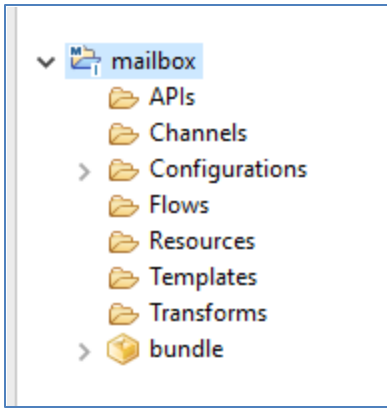 mailbox
APIs
Channels
Configurations
Flows
Resources
Templates
Transforms
bundle